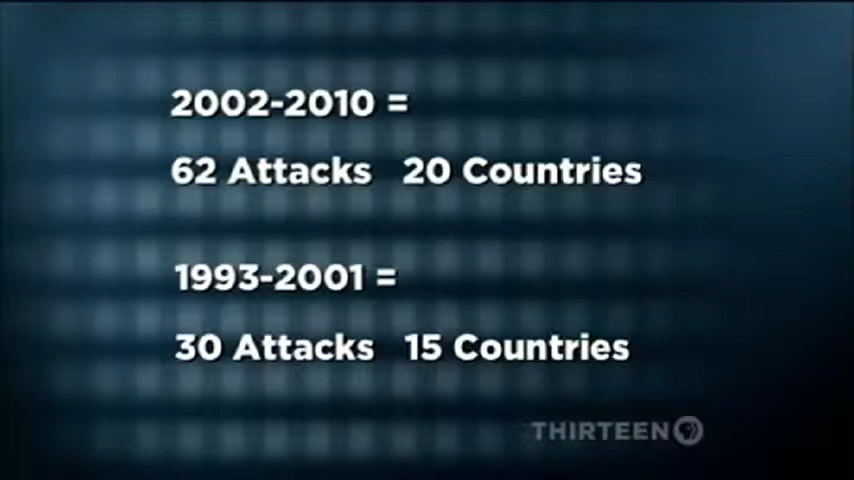 2002-2010 =
62 Attacks 20 Countries
1993-2001 =
30 Attacks 15 Countries
THIRTEEN